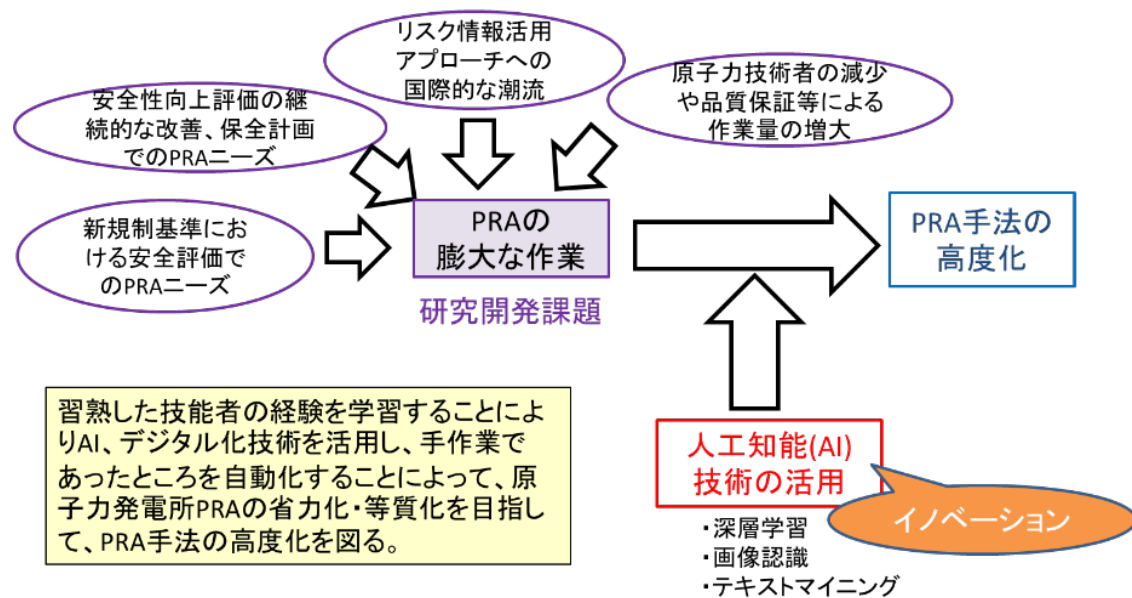 リスク情報活用
アプローチへの
国際的な潮流
原子力技術者の減少
や品質保証等による
作業量の増大
安全性向上評価の継
続的な改善、保全計画
でのPRAニーズ
新規制基準にお
ける安全評価で
のPRAニーズ
PRAの
膨大な作業
研究開発課題
PRA手法の
高度化
習熟した技能者の経験を学習することによ
りAI、デジタル化技術を活用し、手作業で
あったところを自動化することによって、原
子力発電所PRAの省力化・等質化を目指し
て、PRA手法の高度化を図る。
人工知能(AI)
技術の活用
イノベーション
・深層学習
・画像認識
・テキストマイニング